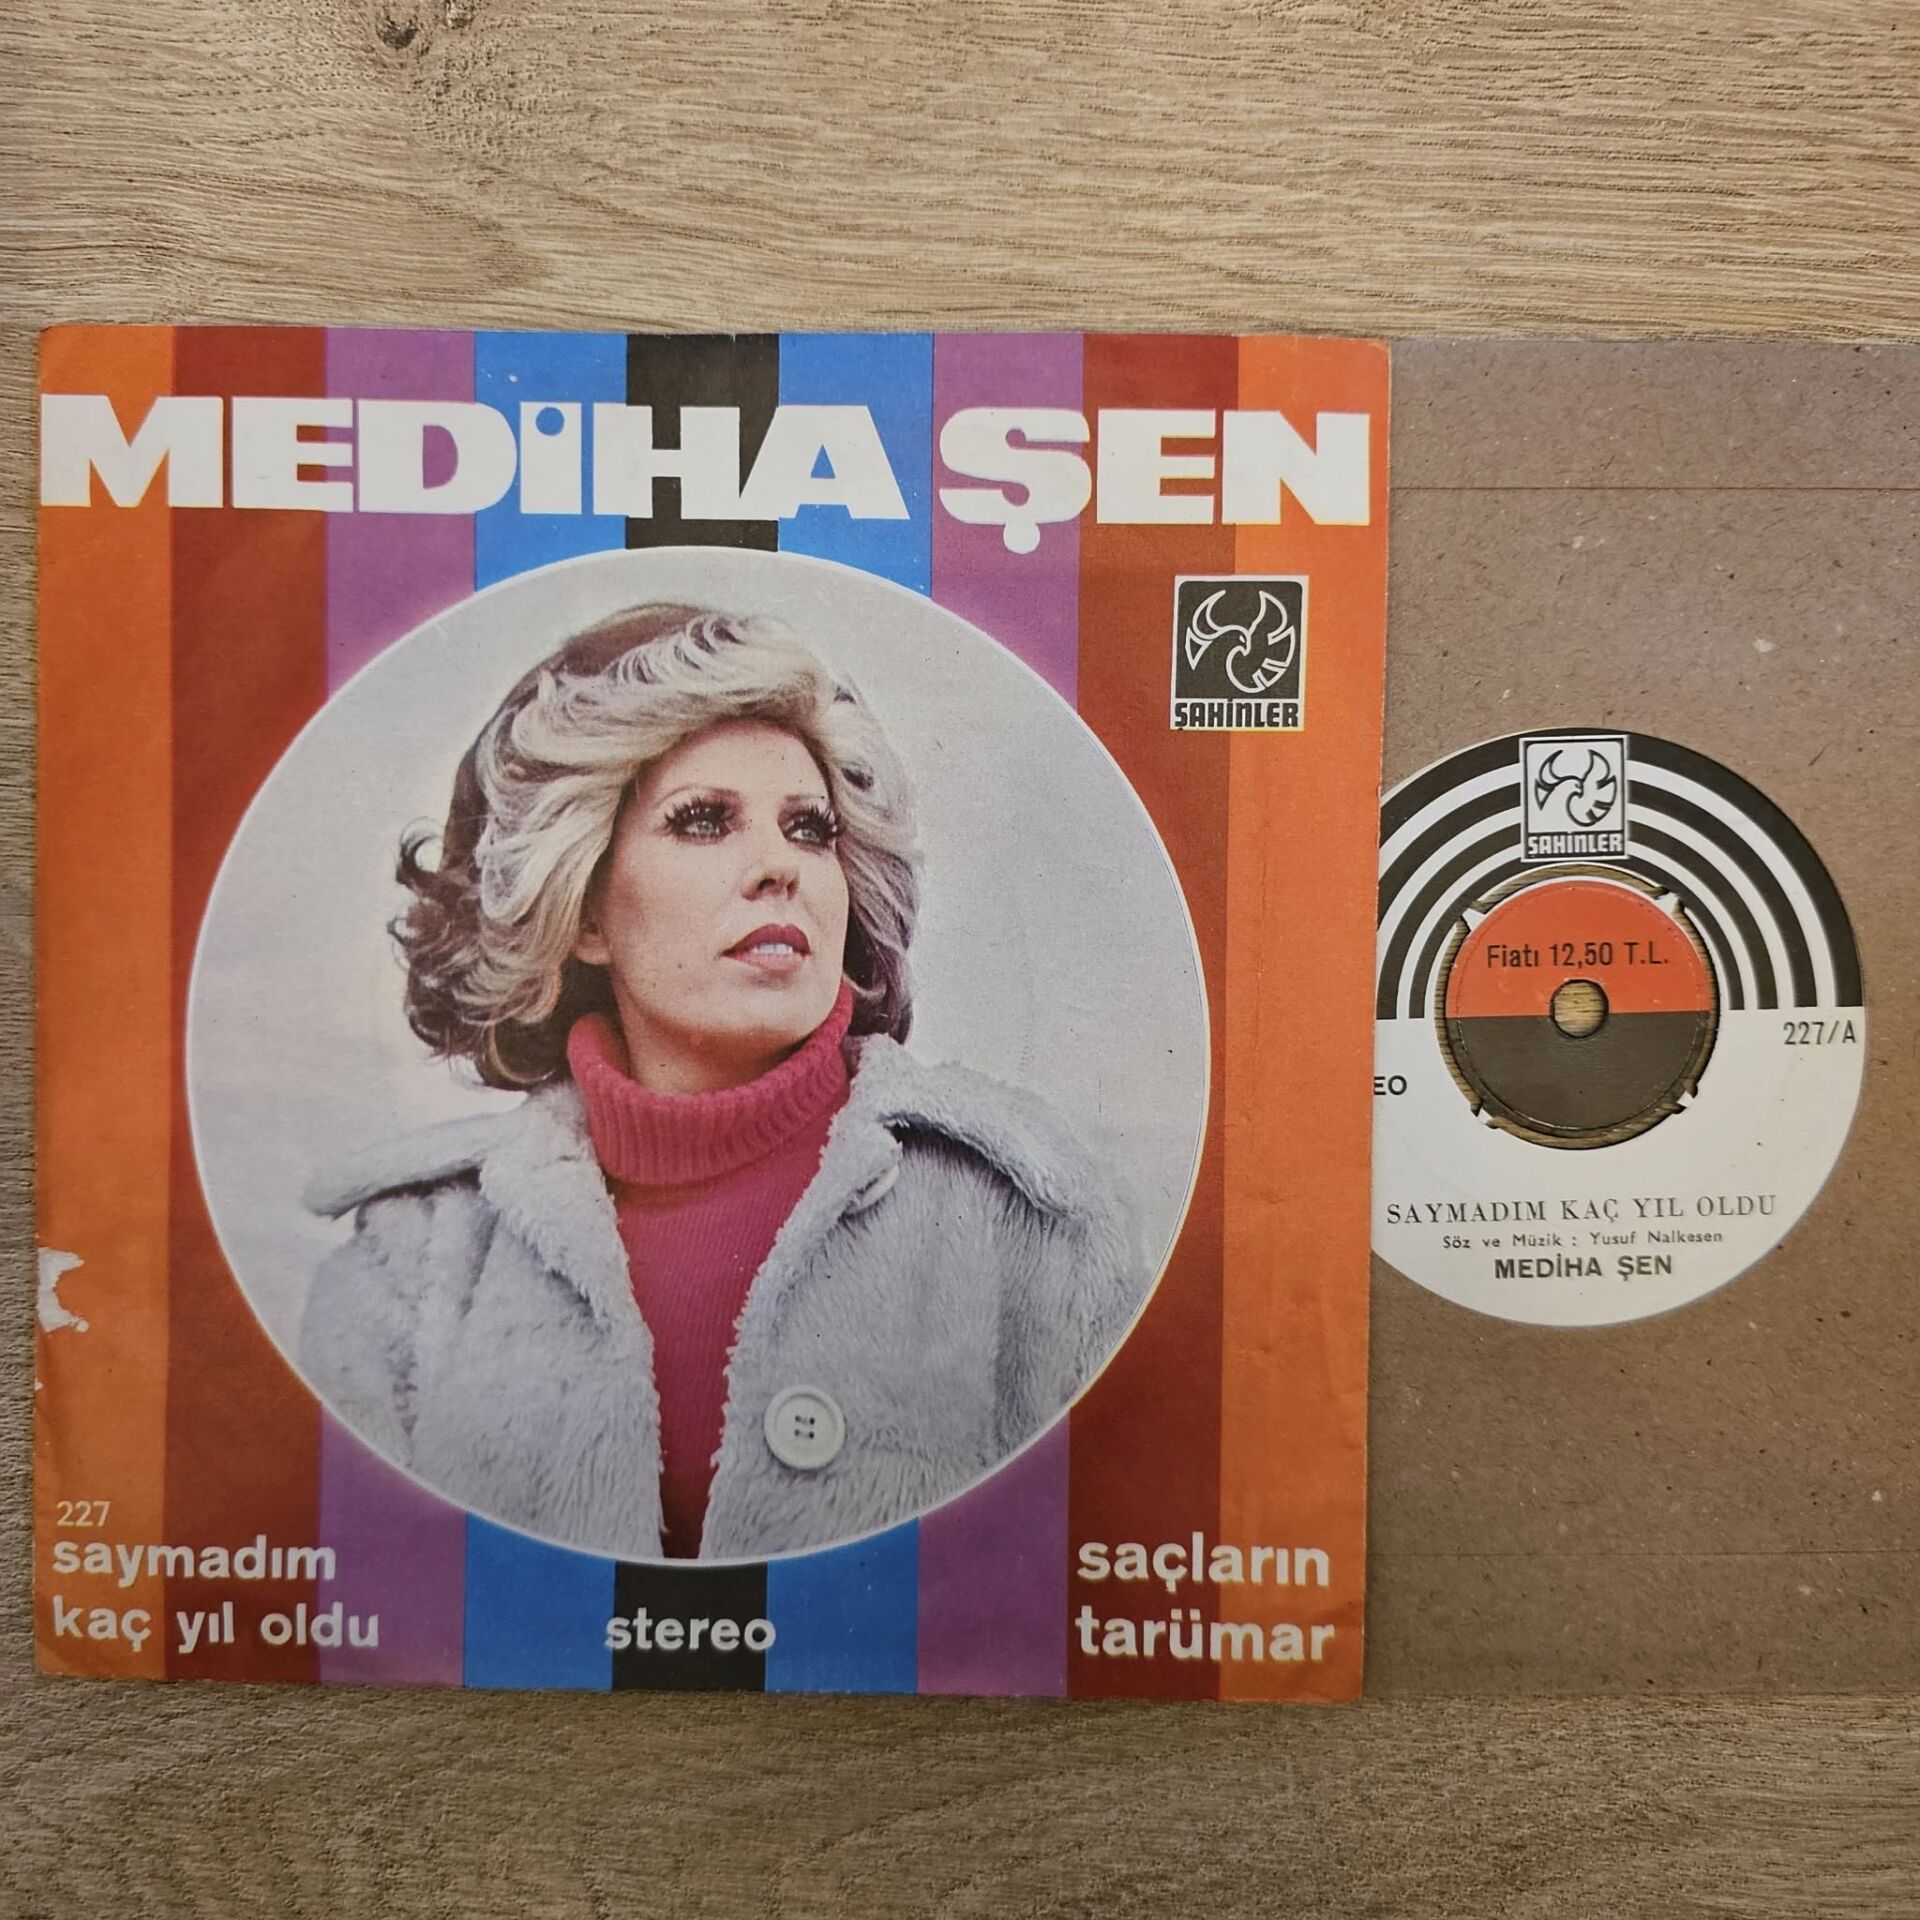 MEDİHA ŞEN
ŞAHİNLER
227
saymadım
kaç yıl oldu
stereo
saçların
tarümar
ŞAHİNLER
Fiatı 12,50 T.L.
227/A
EO
SAYMADIM KAÇ YIL OLDU
Söz ve Müzik : Yusuf Nalkesen
MEDİHA ŞEN